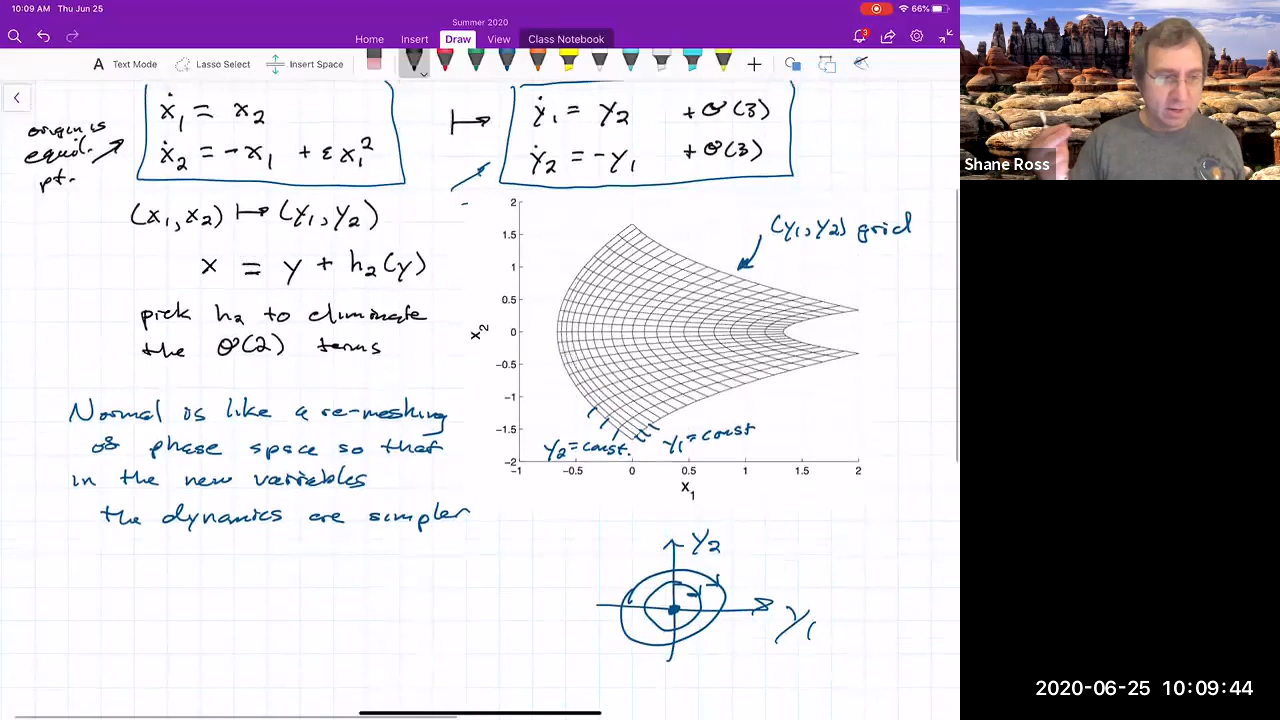 10:09 AM Thu Jun 25
66%
Summer 2020
Home Insert Draw View Class Notebook
3
A Text Mode Lasso Select Insert Space
origin is
equil.
pt.
ẋ1 = x2
ẋ2 = -x1 + εx1²
↦
ẏ1 = y2 + O(3)
ẏ2 = -y1 + O(3)
(x1, x2) ↦ (y1, y2)
x = y + h2(y)
pick h2 to eliminate
the O(2) terms
Normal is like a re-meshing
of phase space so that
in the new variables
the dynamics are simpler
(y1, y2) grid
2
1.5
1
0.5
0
-0.5
-1
-1.5
-2
x2
y2=const. y1=const
-1 -0.5 0 0.5 1 1.5 2
x1
y2
y1
Shane Ross
2020-06-25 10:09:44